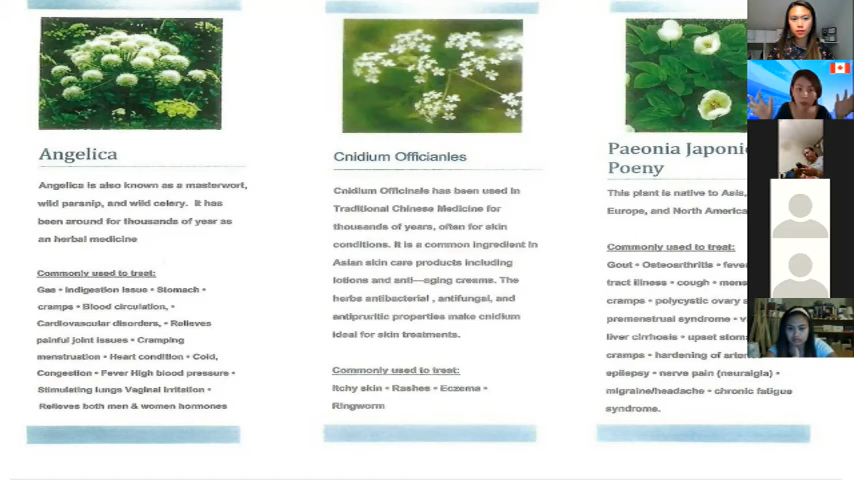 Angelica
Angelica is also known as a masterwort,
wild parsnip, and wild celery. It has
been around for thousands of year as
an herbal medicine
Commonly used to treat:
Gas • Indigestion Issue • Stomach •
cramps • Blood circulation, •
Cardiovascular disorders, • Relieves
painful joint issues • Cramping
menstruation • Heart condition • Cold,
Congestion • Fever High blood pressure •
Stimulating lungs Vaginal Irritation •
Relieves both men & women hormones
Cnidium Officianles
Cnidium Officinale has been used in
Traditional Chinese Medicine for
thousands of years, often for skin
conditions. It is a common ingredient in
Asian skin care products including
lotions and anti—aging creams. The
herbs antibacterial , antifungal, and
antipruritic properties make cnidium
ideal for skin treatments.
Commonly used to treat:
Itchy skin • Rashes • Eczema •
Ringworm
Paeonia
Poeny
This plant is native to Asia,
Europe, and North America
Commonly used to treat:
Gout • Osteoarthritis •
tract illness • cough •
cramps • polycystic ovary
premenstrual syndrome •
liver cirrhosis • upset
cramps • hardening of
epilepsy • nerve pain (neuralgia) •
migraine/headache • chronic fatigue
syndrome.